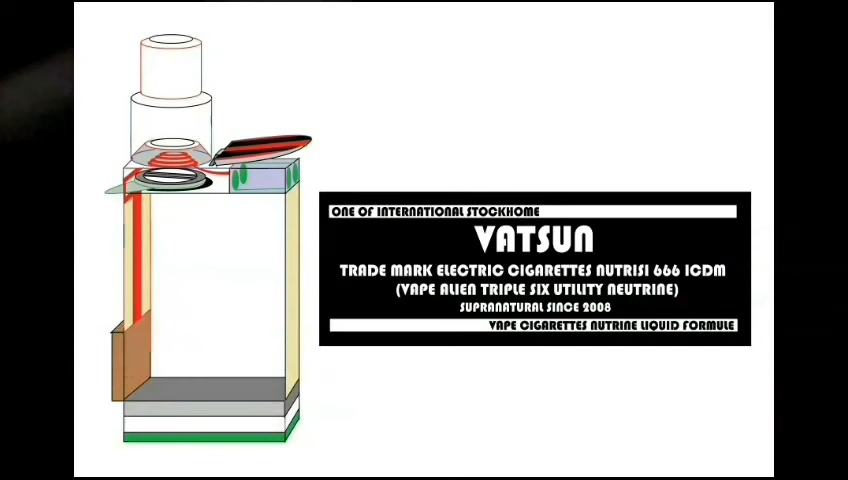 ONE OF INTERNATIONAL STOCKHOME
VATSUN
TRADE MARK ELECTRIC CIGARETTES NUTRISI 666 ICDM
(VAPE ALIEN TRIPLE SIX UTILITY NEUTRINE)
SUPRANATURAL SINCE 2008
VAPE CIGARETTES NUTRINE LIQUID FORMULE